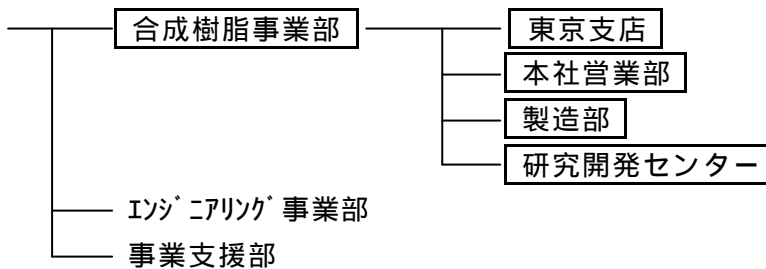 合成樹脂事業部
東京支店
本社営業部
製造部
研究開発センター
エンジニアリング事業部
事業支援部